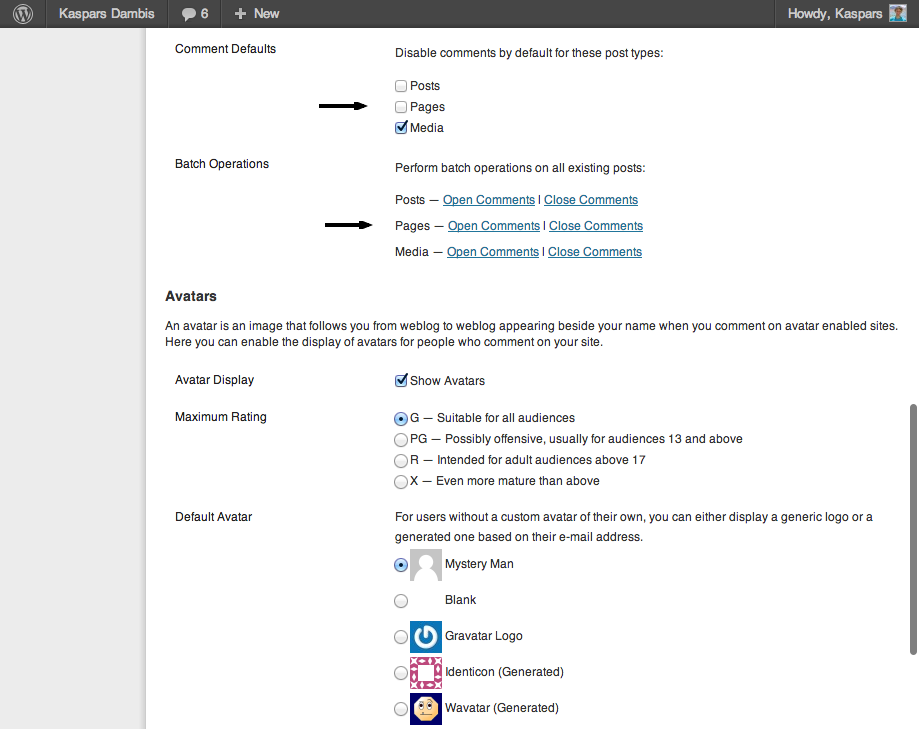 Kaspars Dambis 6 + New Howdy, Kaspars
Comment Defaults Disable comments by default for these post types:
Posts
Pages
Media
Batch Operations Perform batch operations on all existing posts:
Posts — Open Comments | Close Comments
Pages — Open Comments | Close Comments
Media — Open Comments | Close Comments
Avatars
An avatar is an image that follows you from weblog to weblog appearing beside your name when you comment on avatar enabled sites.
Here you can enable the display of avatars for people who comment on your site.
Avatar Display Show Avatars
Maximum Rating G — Suitable for all audiences
PG — Possibly offensive, usually for audiences 13 and above
R — Intended for adult audiences above 17
X — Even more mature than above
Default Avatar For users without a custom avatar of their own, you can either display a generic logo or a
generated one based on their e-mail address.
Mystery Man
Blank
Gravatar Logo
Identicon (Generated)
Wavatar (Generated)